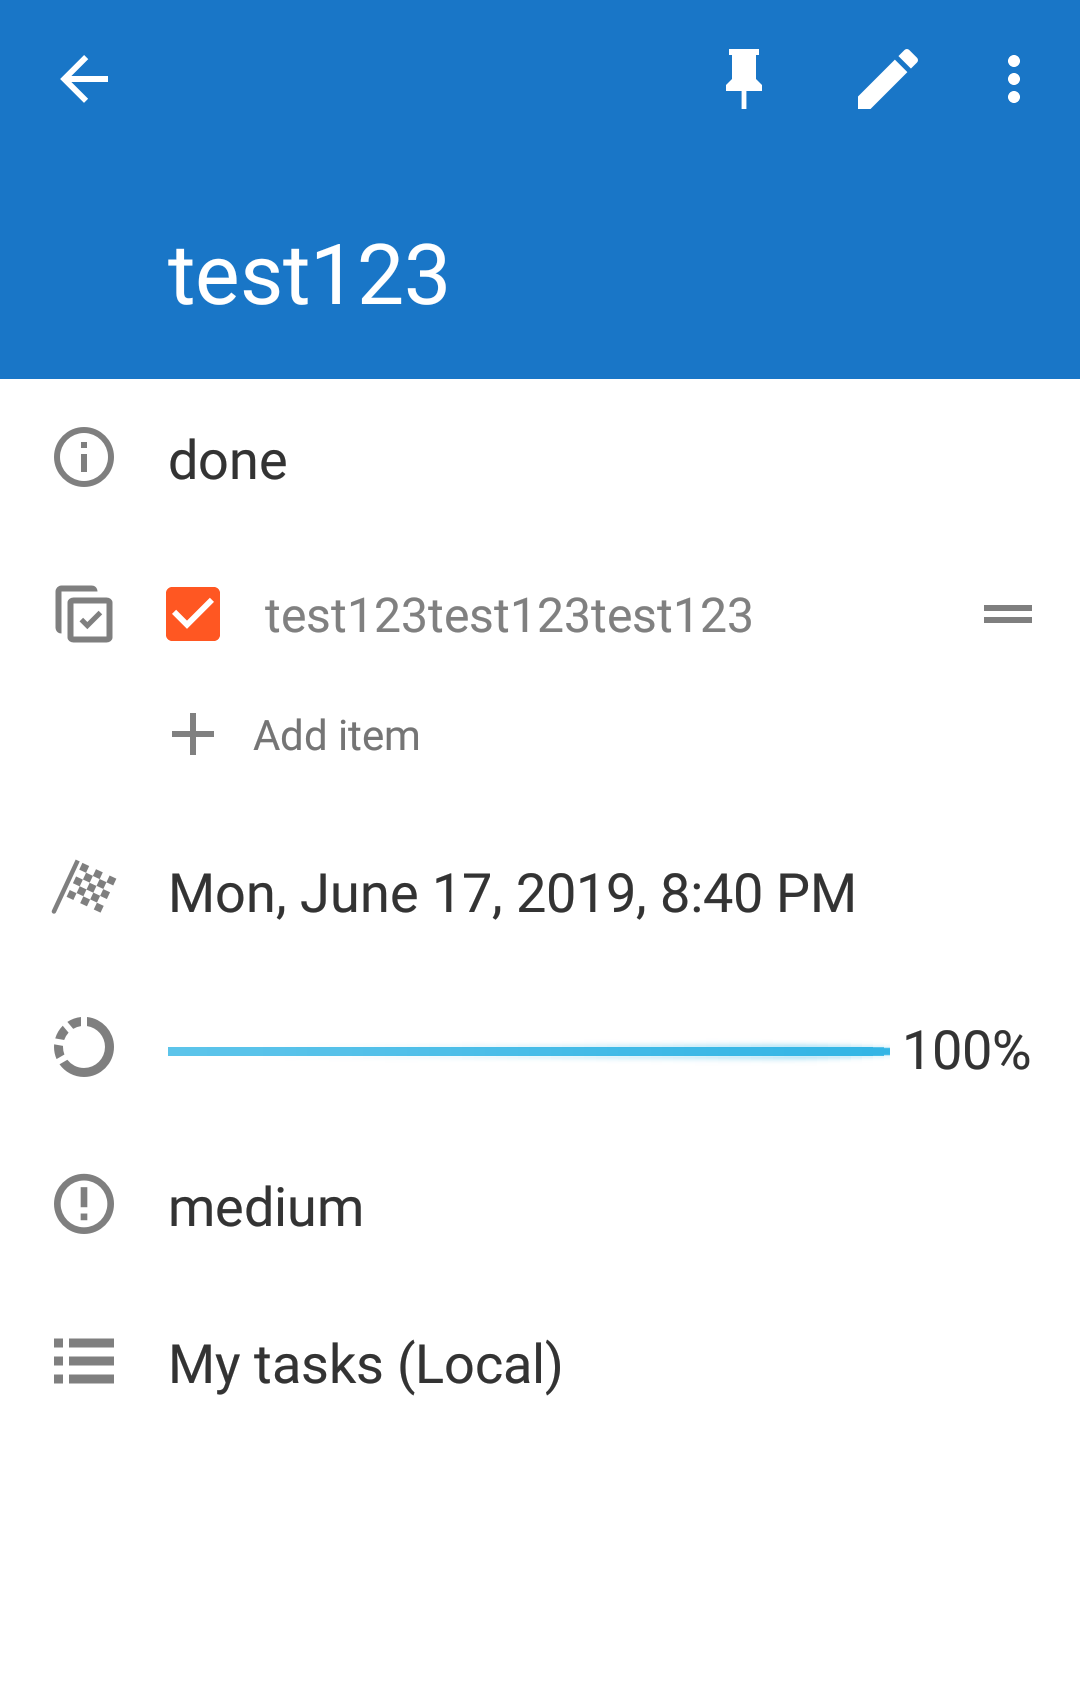 test123
done
test123test123test123
Add item
Mon, June 17, 2019, 8:40 PM
100%
medium
My tasks (Local)